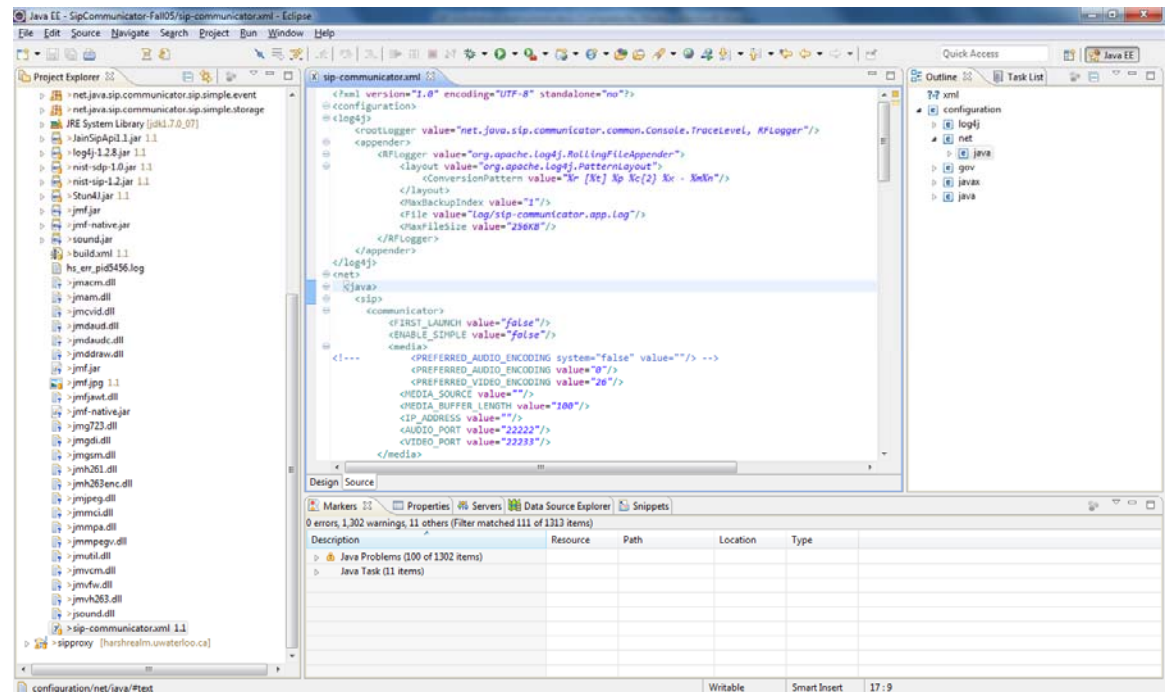 Java EE - SipCommunicator-Fall05/sip-communicator.xml - Eclipse
File Edit Source Navigate Search Project Run Window Help
Quick Access
Java EE
Project Explorer
>net.java.sip.communicator.sip.simple.event
>net.java.sip.communicator.sip.simple.storage
JRE System Library [jdk1.7.0_07]
>JainSipApi1.1.jar 1.1
>log4j-1.2.8.jar 1.1
>nist-sdp-1.0.jar 1.1
>nist-sip-1.2.jar 1.1
>Stun4J.jar 1.1
>jmf.jar
>jmf-native.jar
>sound.jar
>build.xml 1.1
hs_err_pid5456.log
>jmacm.dll
>jmam.dll
>jmcvid.dll
>jmdaud.dll
>jmdaudc.dll
>jmddraw.dll
>jmf.jar
>jmf.jpg 1.1
>jmfjawt.dll
>jmf-native.jar
>jmg723.dll
>jmgdi.dll
>jmgsm.dll
>jmh261.dll
>jmh263enc.dll
>jmjpeg.dll
>jmmci.dll
>jmmpa.dll
>jmmpegv.dll
>jmutil.dll
>jmvcm.dll
>jmvfw.dll
>jmvh263.dll
>jsound.dll
>sip-communicator.xml 1.1
>sipproxy [harshrealm.uwaterloo.ca]
sip-communicator.xml
<?xml version="1.0" encoding="UTF-8" standalone="no"?>
<configuration>
<log4j>
<rootLogger value="net.java.sip.communicator.common.Console.TraceLevel, RFLogger"/>
<appender>
<RFLogger value="org.apache.log4j.RollingFileAppender">
<layout value="org.apache.log4j.PatternLayout">
<ConversionPattern value="%r [%t] %p %c{2} %x - %m%n"/>
</layout>
<MaxBackupIndex value="1"/>
<File value="log/sip-communicator.app.log"/>
<MaxFileSize value="256KB"/>
</RFLogger>
</appender>
</log4j>
<net>
<java>
<sip>
<communicator>
<FIRST_LAUNCH value="false"/>
<ENABLE_SIMPLE value="false"/>
<media>
<!--- <PREFERRED_AUDIO_ENCODING system="false" value=""/> -->
<PREFERRED_AUDIO_ENCODING value="0"/>
<PREFERRED_VIDEO_ENCODING value="26"/>
<MEDIA_SOURCE value=""/>
<MEDIA_BUFFER_LENGTH value="100"/>
<IP_ADDRESS value=""/>
<AUDIO_PORT value="22222"/>
<VIDEO_PORT value="22233"/>
</media>
Design Source
Outline Task List
?-? xml
configuration
log4j
net
java
gov
javax
java
Markers Properties Servers Data Source Explorer Snippets
0 errors, 1,302 warnings, 11 others (Filter matched 111 of 1313 items)
Description Resource Path Location Type
Java Problems (100 of 1302 items)
Java Task (11 items)
configuration/net/java/#text
Writable Smart Insert 17 : 9